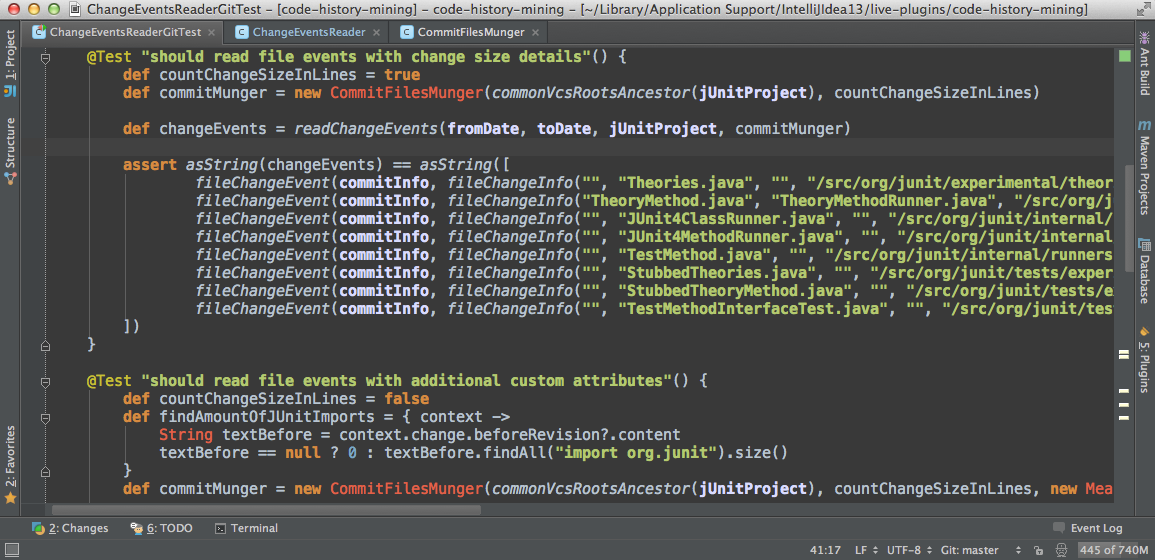 ChangeEventsReaderGitTest - [code-history-mining] - code-history-mining - [~/Library/Application Support/IntelliJIdea13/live-plugins/code-history-mining]
ChangeEventsReaderGitTest × ChangeEventsReader × CommitFilesMunger ×
1: Project
Structure
2: Favorites
@Test "should read file events with change size details"() {
def countChangeSizeInLines = true
def commitMunger = new CommitFilesMunger(commonVcsRootsAncestor(jUnitProject), countChangeSizeInLines)
def changeEvents = readChangeEvents(fromDate, toDate, jUnitProject, commitMunger)
assert asString(changeEvents) == asString([
fileChangeEvent(commitInfo, fileChangeInfo("", "Theories.java", "", "/src/org/junit/experimental/theor
fileChangeEvent(commitInfo, fileChangeInfo("TheoryMethod.java", "TheoryMethodRunner.java", "/src/org/j
fileChangeEvent(commitInfo, fileChangeInfo("", "JUnit4ClassRunner.java", "", "/src/org/junit/internal/
fileChangeEvent(commitInfo, fileChangeInfo("", "JUnit4MethodRunner.java", "", "/src/org/junit/internal
fileChangeEvent(commitInfo, fileChangeInfo("", "TestMethod.java", "", "/src/org/junit/internal/runners
fileChangeEvent(commitInfo, fileChangeInfo("", "StubbedTheories.java", "", "/src/org/junit/tests/exper
fileChangeEvent(commitInfo, fileChangeInfo("", "StubbedTheoryMethod.java", "", "/src/org/junit/tests/e
fileChangeEvent(commitInfo, fileChangeInfo("", "TestMethodInterfaceTest.java", "", "/src/org/junit/tes
])
}
@Test "should read file events with additional custom attributes"() {
def countChangeSizeInLines = false
def findAmountOfJUnitImports = { context ->
String textBefore = context.change.beforeRevision?.content
textBefore == null ? 0 : textBefore.findAll("import org.junit").size()
}
def commitMunger = new CommitFilesMunger(commonVcsRootsAncestor(jUnitProject), countChangeSizeInLines, new Mea
Ant Build
m Maven Projects
Database
5: Plugins
2: Changes 6: TODO Terminal Event Log
41:17 LF UTF-8 Git: master 445 of 740M